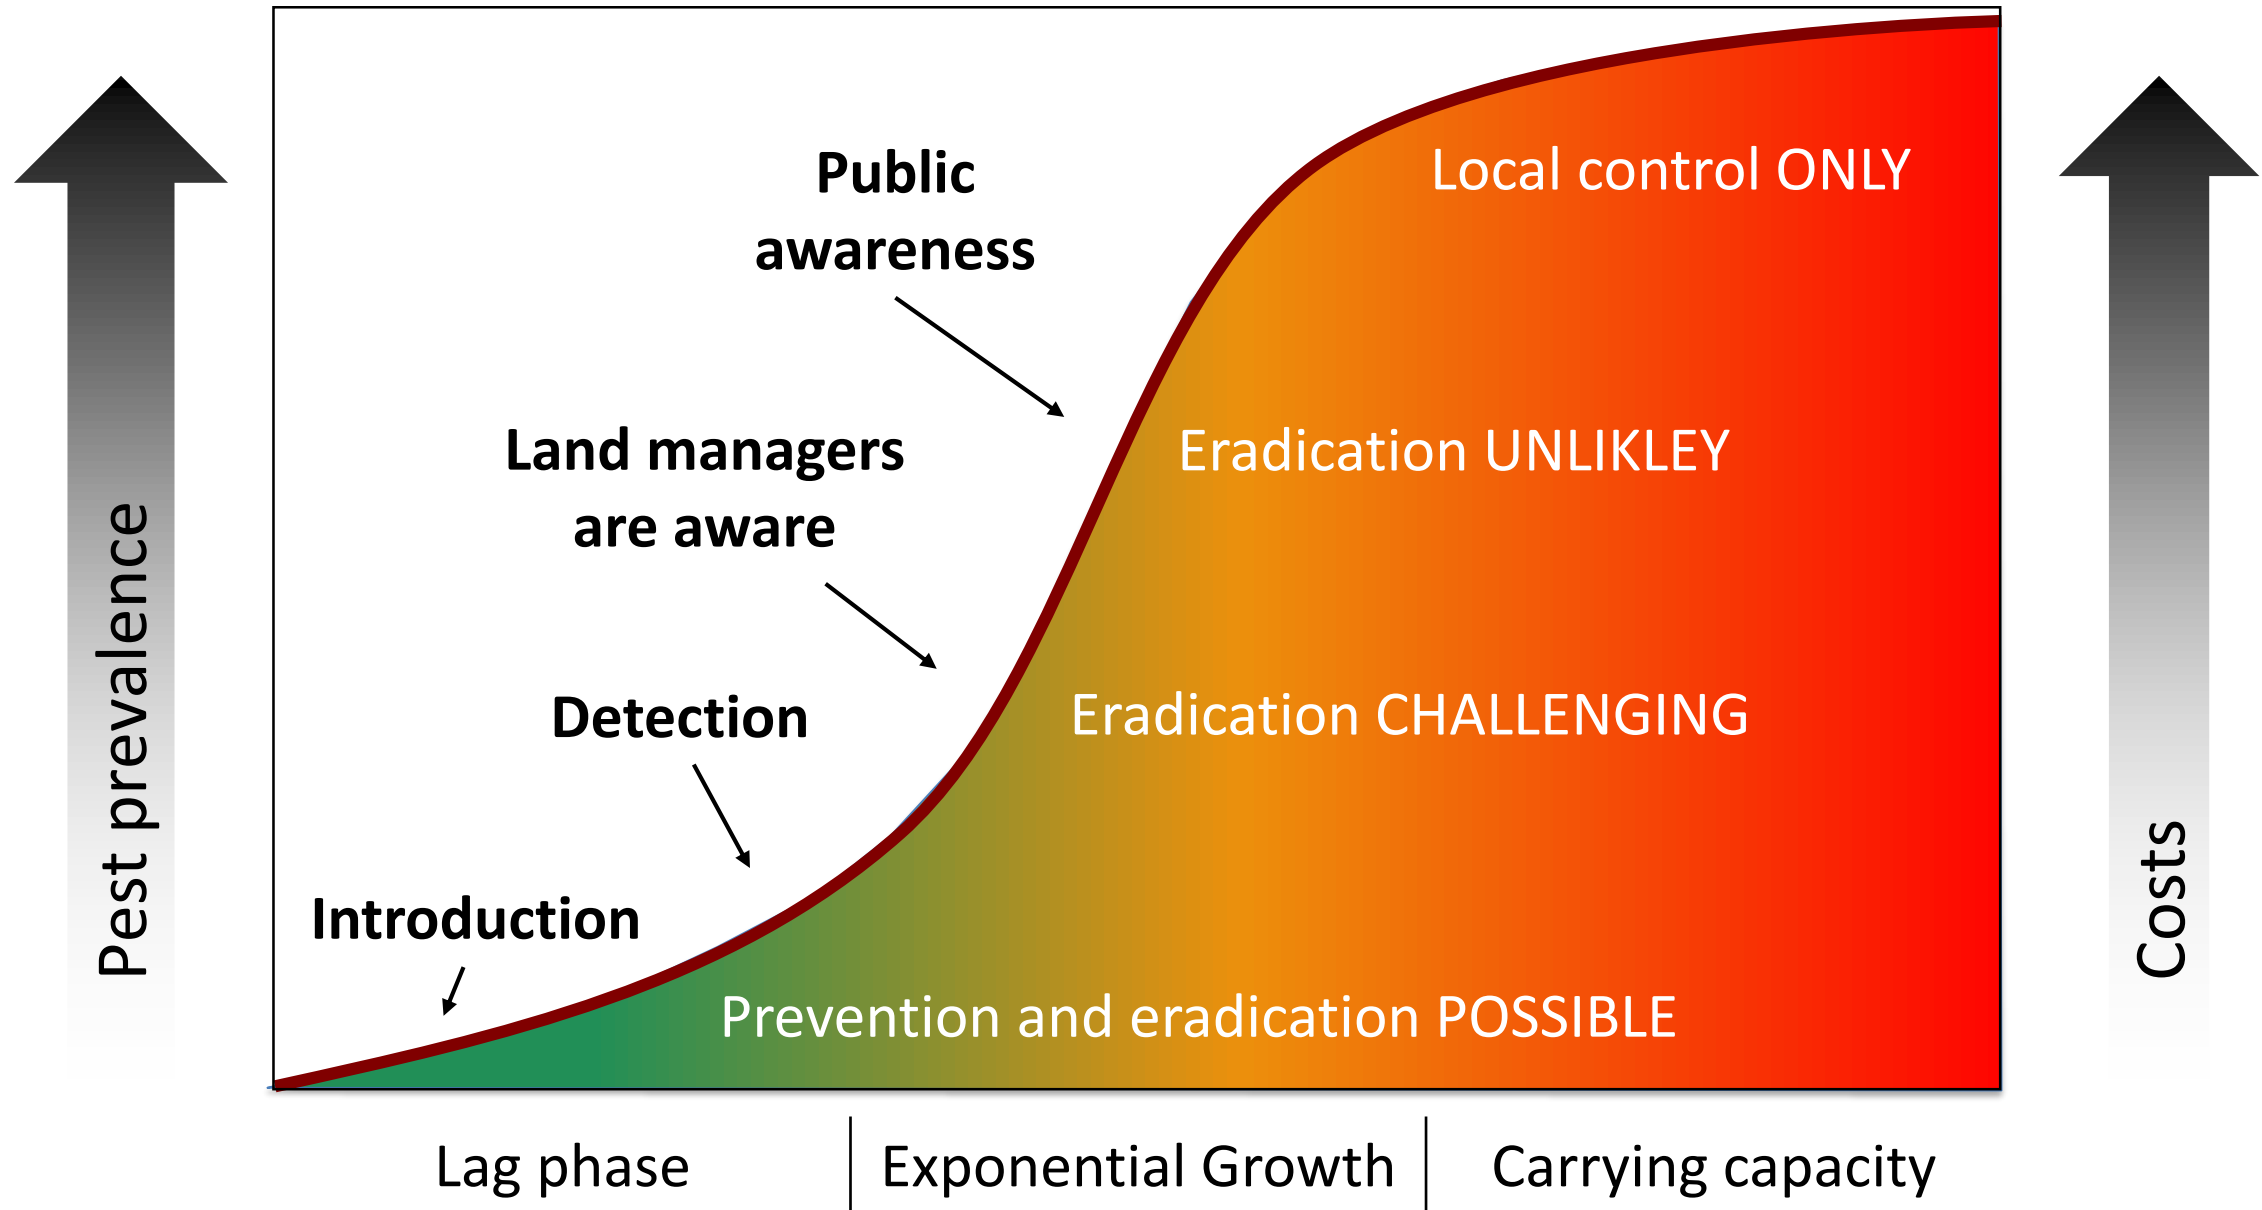 Public
awareness
Local control ONLY
Land managers
are aware
Eradication UNLIKLEY
Detection
Eradication CHALLENGING
Introduction
Prevention and eradication POSSIBLE
Pest prevalence
Costs
Lag phase
Exponential Growth
Carrying capacity